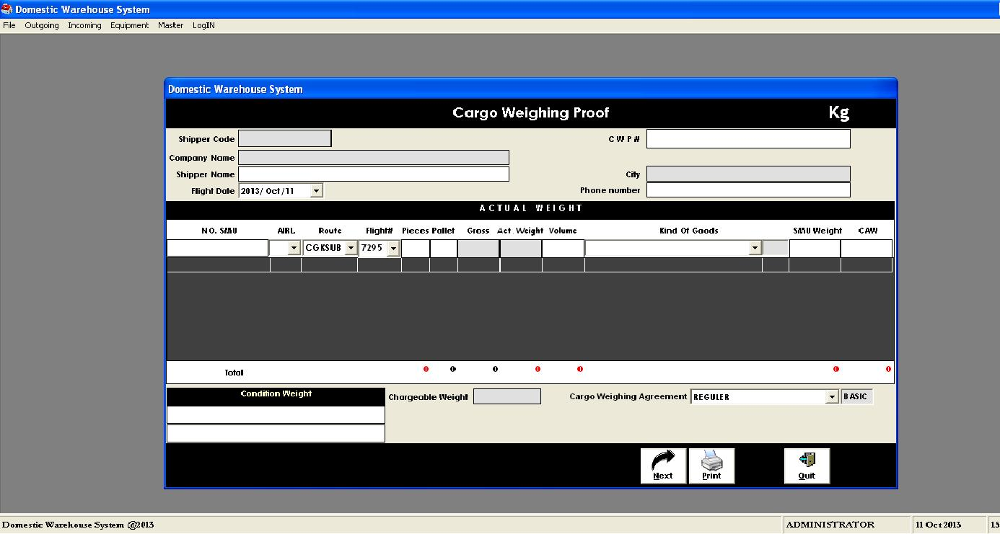 Domestic Warehouse System
File Outgoing Incoming Equipment Master LogIN
Domestic Warehouse System
Cargo Weighing Proof Kg
Shipper Code C W P #
Company Name
Shipper Name City
Flight Date 2013/ Oct /11 Phone number
ACTUAL WEIGHT
NO. SMU AIRL Route Flight# Pieces Pallet Gross Act. Weight Volume Kind Of Goods SMU Weight CAW
CGKSUB 7295
Total 0 0 0 0 0 0 0
Condition Weight Chargeable Weight Cargo Weighing Agreement REGULER BASIC
Next Print Quit
Domestic Warehouse System @2013 ADMINISTRATOR 11 Oct 2013 15